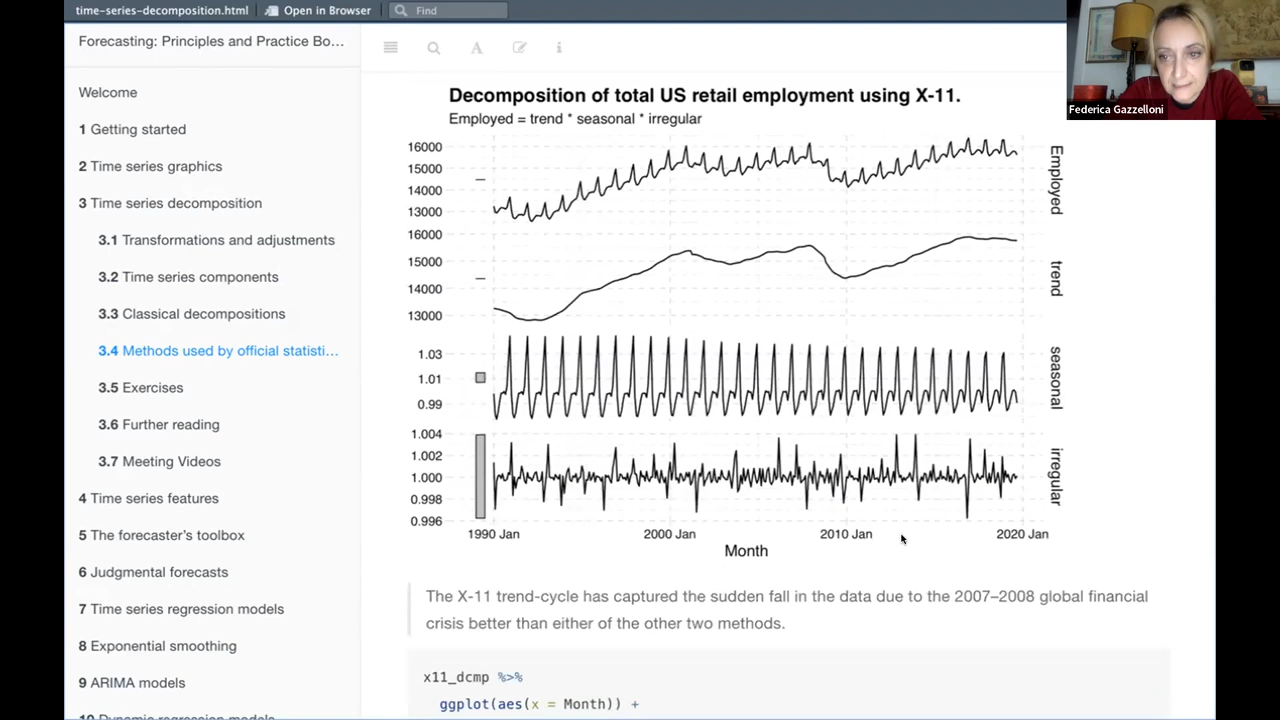 time-series-decomposition.html
Open in Browser
Find
Federica Gazzelloni
Forecasting: Principles and Practice Bo...
Welcome
1 Getting started
2 Time series graphics
3 Time series decomposition
3.1 Transformations and adjustments
3.2 Time series components
3.3 Classical decompositions
3.4 Methods used by official statisti...
3.5 Exercises
3.6 Further reading
3.7 Meeting Videos
4 Time series features
5 The forecaster's toolbox
6 Judgmental forecasts
7 Time series regression models
8 Exponential smoothing
9 ARIMA models
10 Dynamic regression models
Decomposition of total US retail employment using X-11.
Employed = trend * seasonal * irregular
16000
15000
14000
13000
Employed
16000
15000
14000
13000
trend
1.03
1.01
0.99
seasonal
1.004
1.002
1.000
0.998
0.996
irregular
1990 Jan
2000 Jan
2010 Jan
2020 Jan
Month
The X-11 trend-cycle has captured the sudden fall in the data due to the 2007–2008 global financial
crisis better than either of the other two methods.
x11_dcmp %>%
ggplot(aes(x = Month)) +